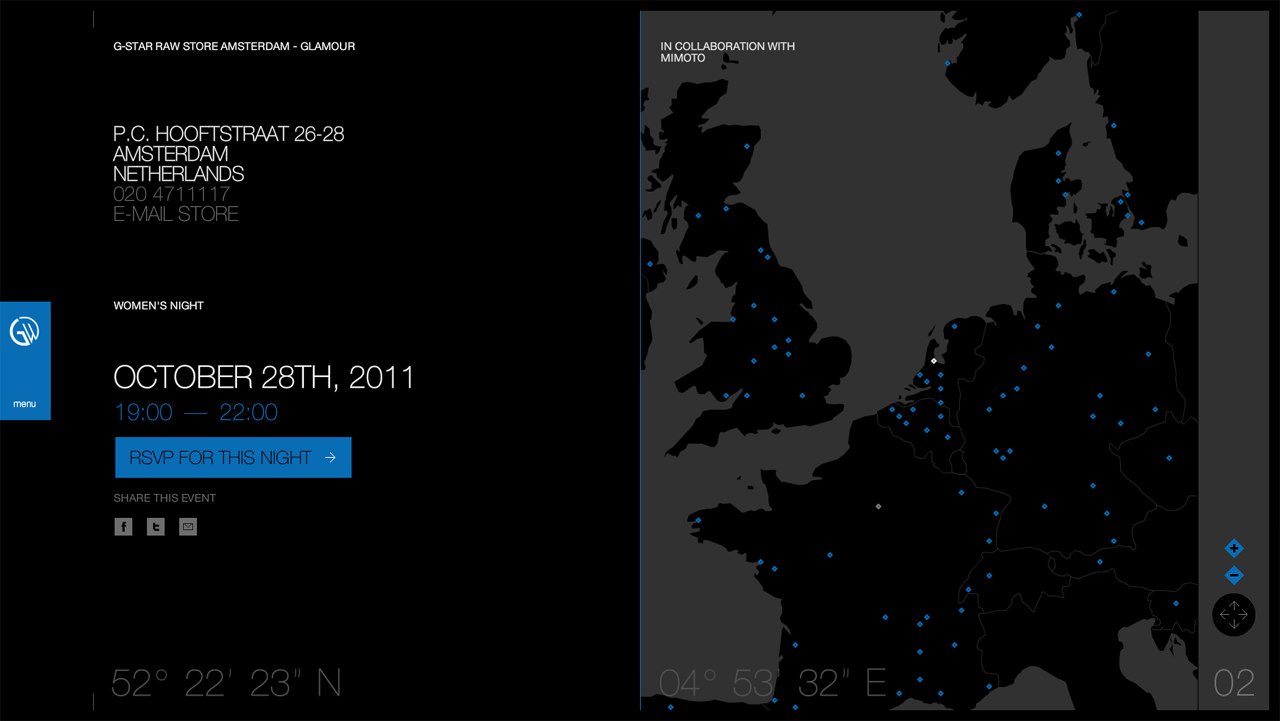 G-STAR RAW STORE AMSTERDAM - GLAMOUR
IN COLLABORATION WITH
MIMOTO
P.C. HOOFTSTRAAT 26-28
AMSTERDAM
NETHERLANDS
020 4711117
E-MAIL STORE
WOMEN'S NIGHT
GW
menu
OCTOBER 28TH, 2011
19:00 — 22:00
RSVP FOR THIS NIGHT →
SHARE THIS EVENT
52° 22' 23" N
04° 53' 32" E
02